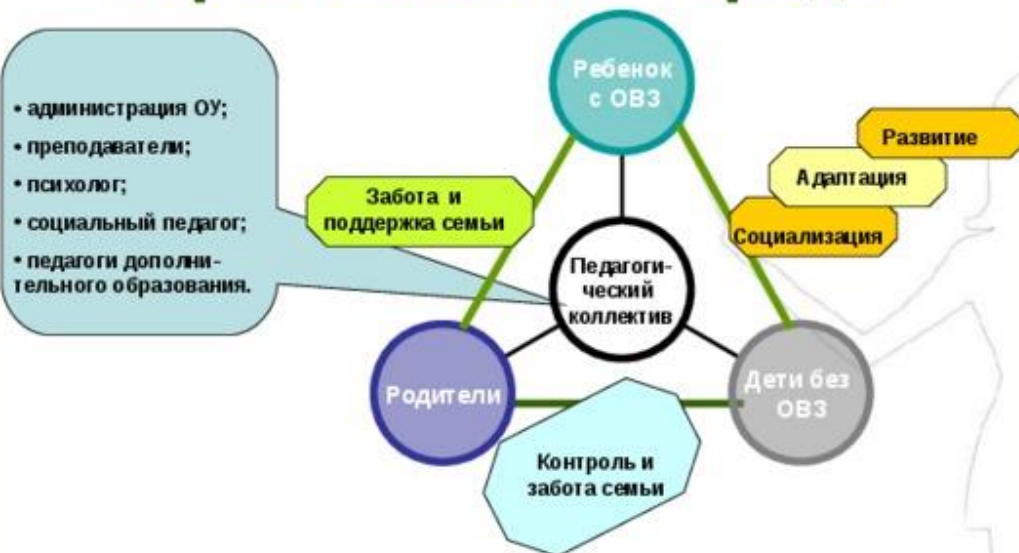 • администрация ОУ;
• преподаватели;
• психолог;
• социальный педагог;
• педагоги дополни-
тельного образования.
Ребенок
с ОВЗ
Забота и
поддержка семьи
Развитие
Адаптация
Социализация
Педагоги-
ческий
коллектив
Родители
Дети без
ОВЗ
Контроль и
забота семьи